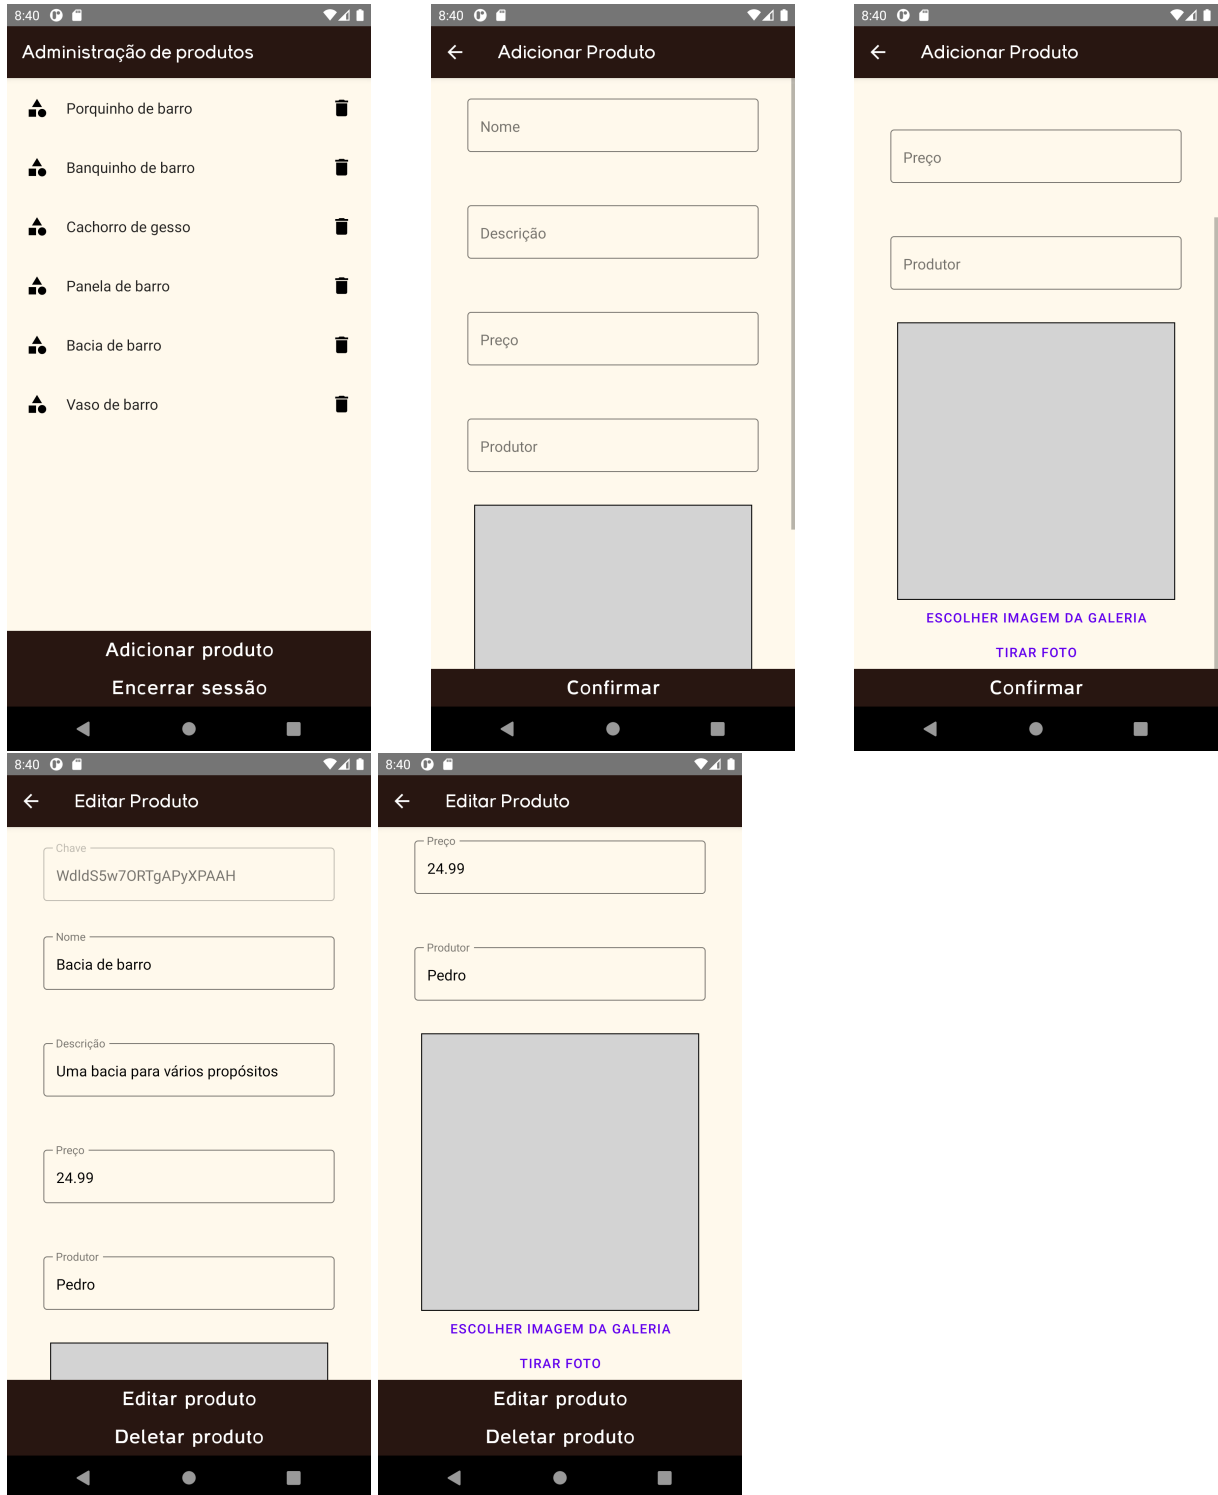 8:40
Administração de produtos
Porquinho de barro
Banquinho de barro
Cachorro de gesso
Panela de barro
Bacia de barro
Vaso de barro
Adicionar produto
Encerrar sessão
8:40
Adicionar Produto
Nome
Descrição
Preço
Produtor
Confirmar
8:40
Adicionar Produto
Preço
Produtor
ESCOLHER IMAGEM DA GALERIA
TIRAR FOTO
Confirmar
8:40
Editar Produto
Chave
WdldS5w7ORTgAPyXPAAH
Nome
Bacia de barro
Descrição
Uma bacia para vários propósitos
Preço
24.99
Produtor
Pedro
Editar produto
Deletar produto
8:40
Editar Produto
Preço
24.99
Produtor
Pedro
ESCOLHER IMAGEM DA GALERIA
TIRAR FOTO
Editar produto
Deletar produto